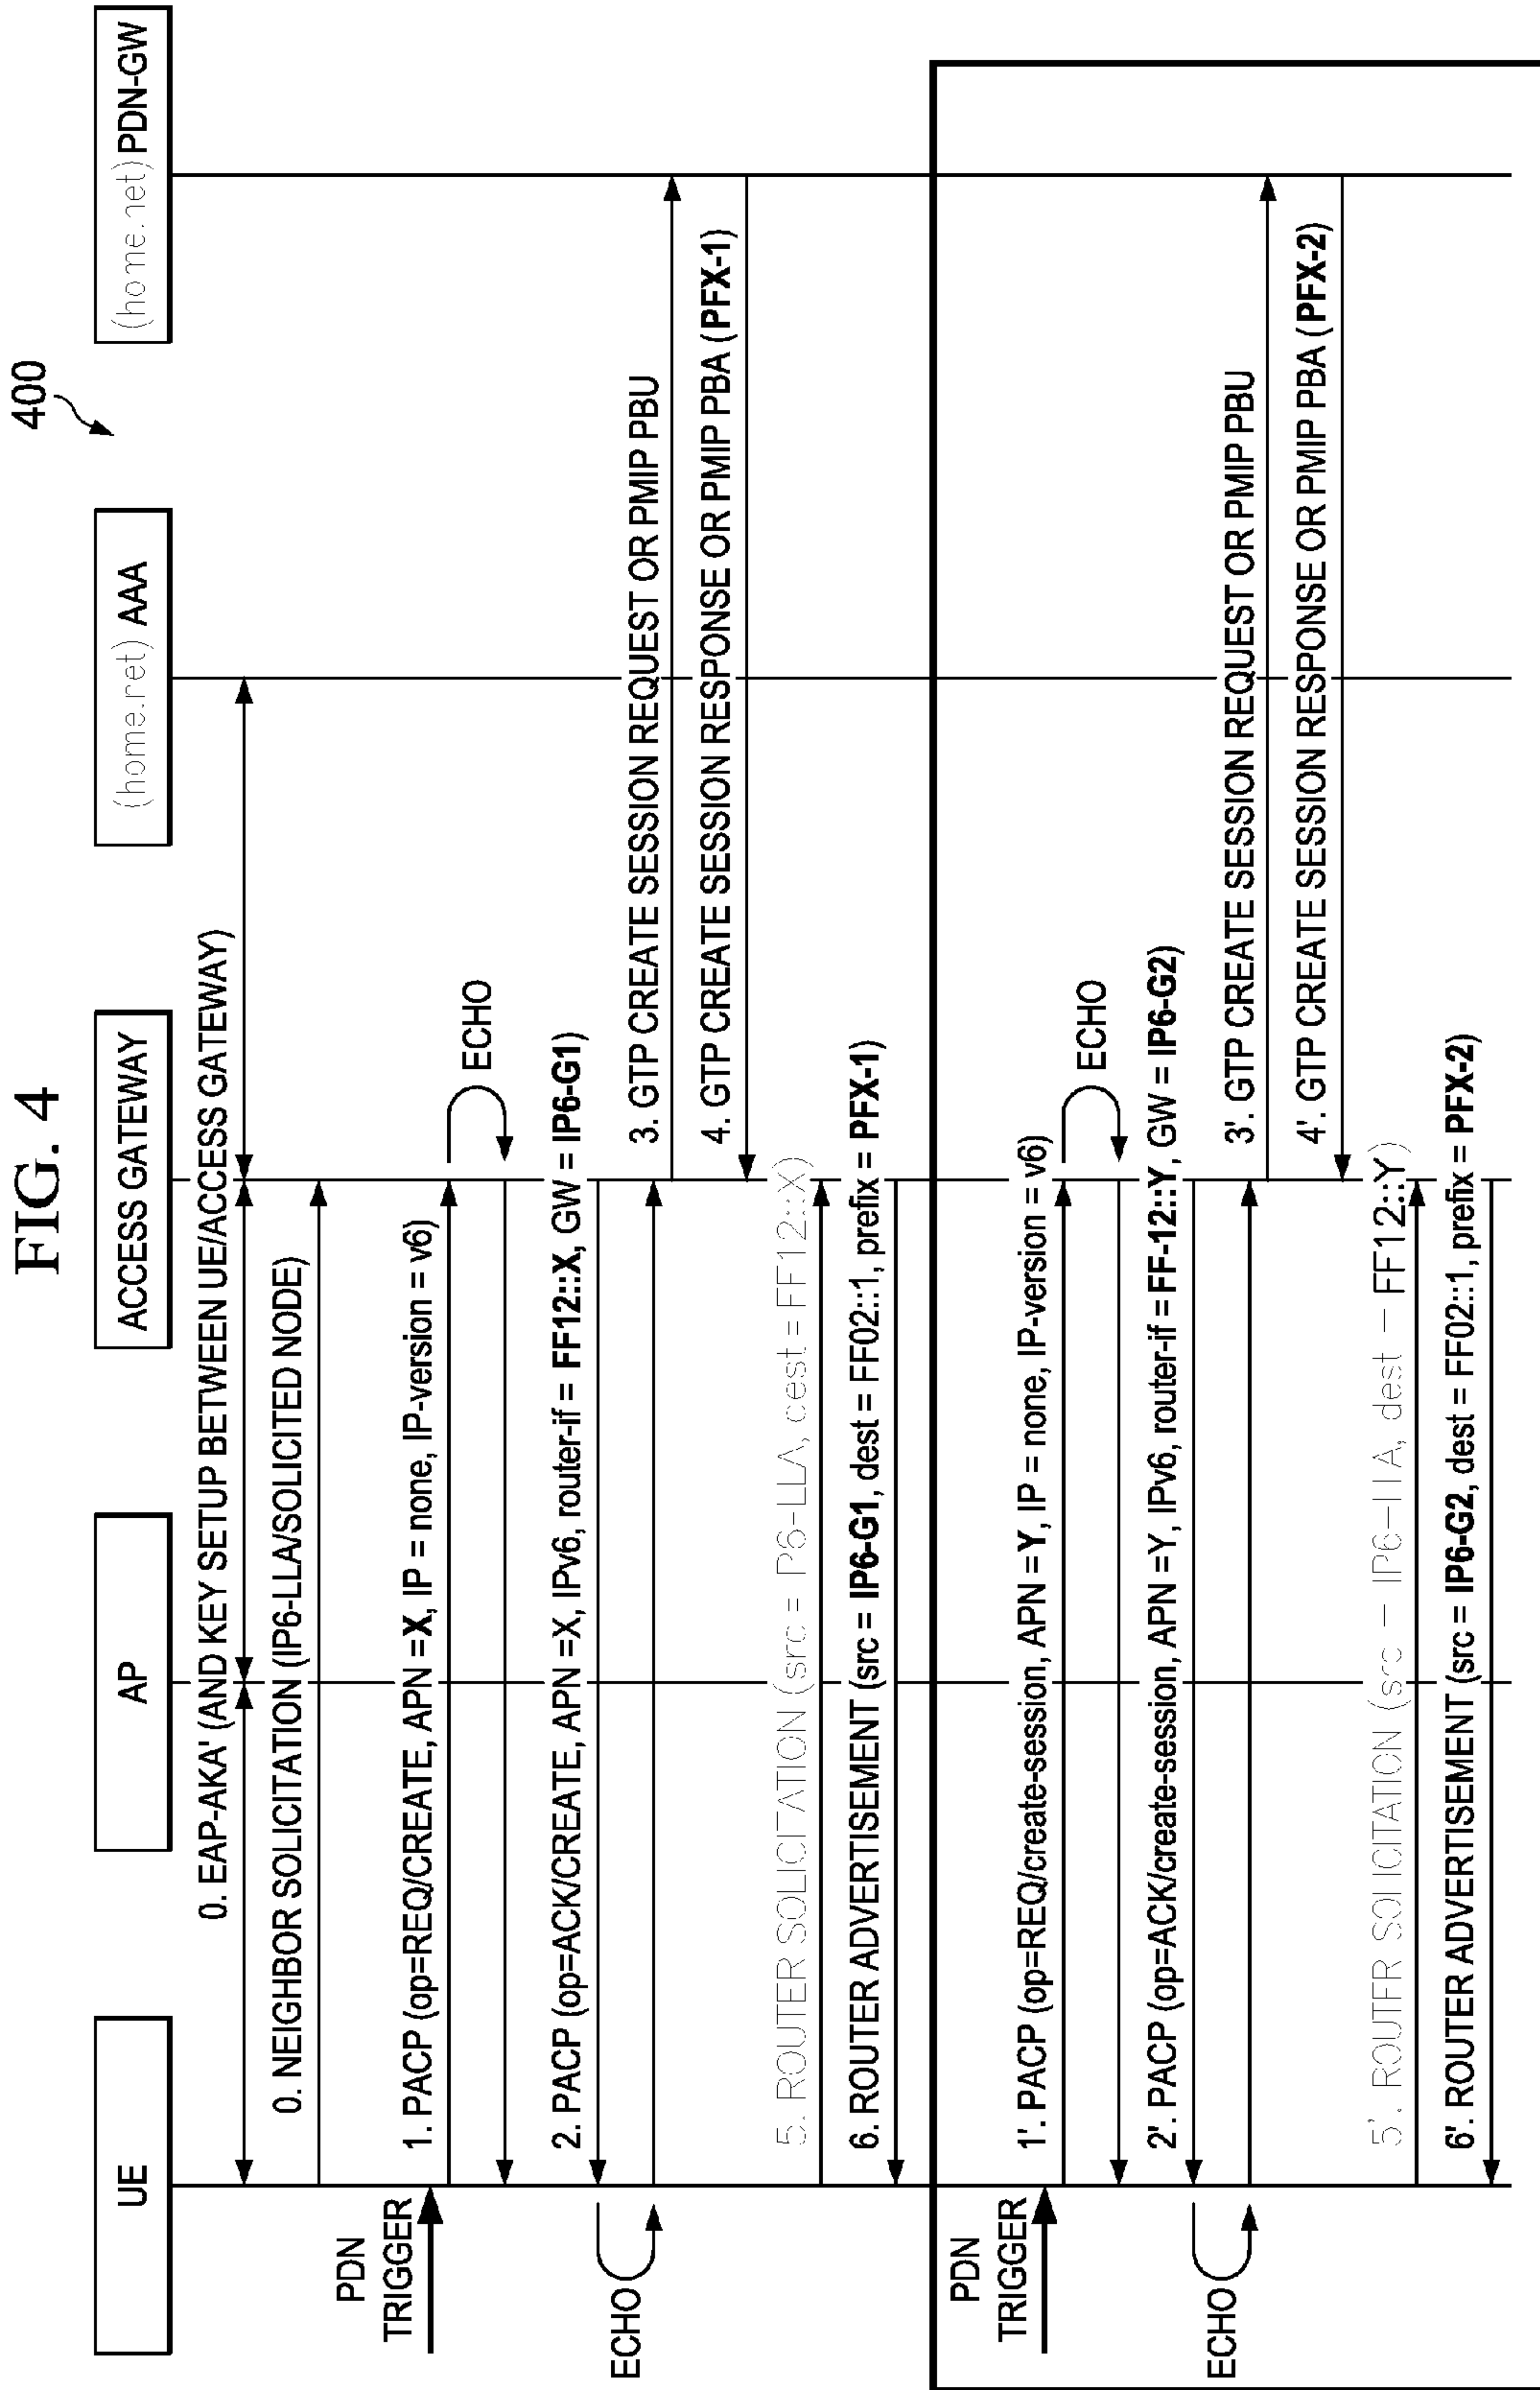 FIG. 4
400
UE
AP
ACCESS GATEWAY
(home.ret) AAA
(home.net) PDN-GW
0. EAP-AKA' (AND KEY SETUP BETWEEN UE/ACCESS GATEWAY)
0. NEIGHBOR SOLICITATION (IP6-LLA/SOLICITED NODE)
PDN
TRIGGER
1. PACP (op=REQ/CREATE, APN =X, IP = none, IP-version = v6)
ECHO
2. PACP (op=ACK/CREATE, APN =X, IPv6, router-if = FF12::X, GW = IP6-G1)
ECHO
3. GTP CREATE SESSION REQUEST OR PMIP PBU
4. GTP CREATE SESSION RESPONSE OR PMIP PBA (PFX-1)
5. ROUTER SOLICITATION (src = IP6-LLA, cest = FF12::X)
6. ROUTER ADVERTISEMENT (src = IP6-G1, dest = FF02::1, prefix = PFX-1)
PDN
TRIGGER
1'. PACP (op=REQ/create-session, APN =Y, IP = none, IP-version = v6)
ECHO
2'. PACP (op=ACK/create-session, APN =Y, IPv6, router-if = FF-12::Y, GW = IP6-G2)
ECHO
3'. GTP CREATE SESSION REQUEST OR PMIP PBU
4'. GTP CREATE SESSION RESPONSE OR PMIP PBA (PFX-2)
5'. ROUTER SOLICITATION (src – IP6-LLA, dest – FF12::Y)
6'. ROUTER ADVERTISEMENT (src = IP6-G2, dest = FF02::1, prefix = PFX-2)